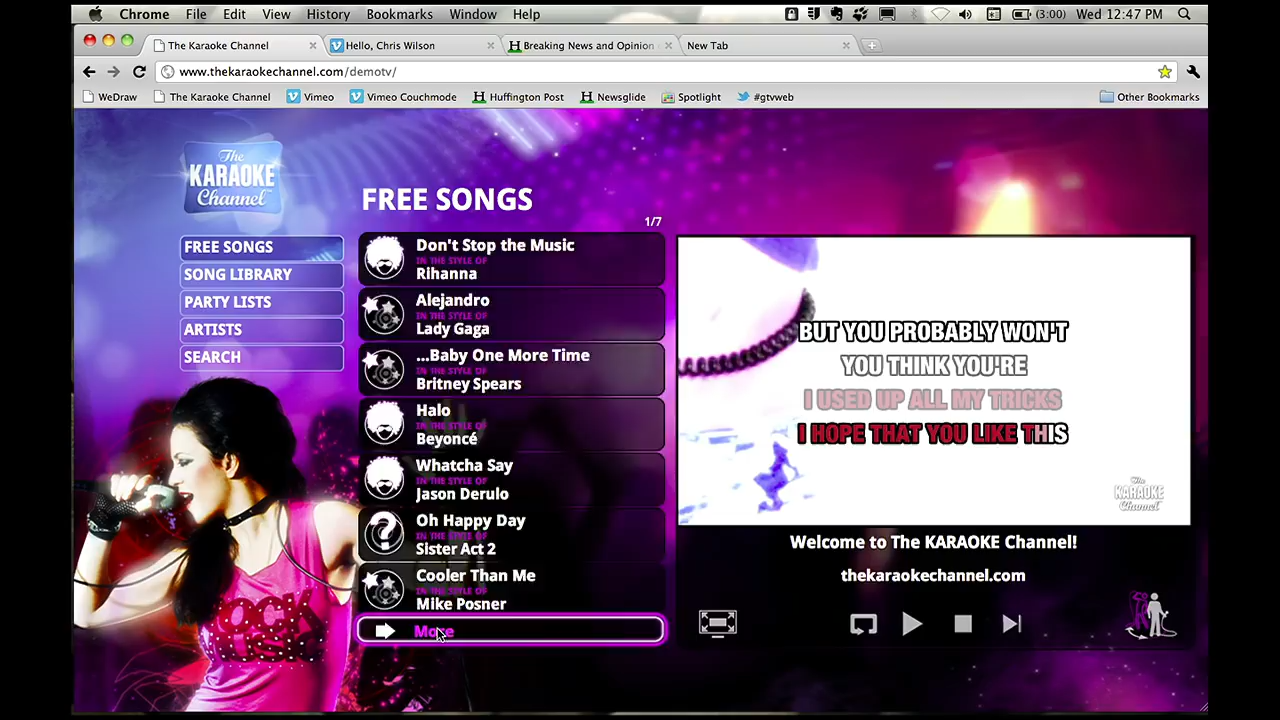 Chrome File Edit View History Bookmarks Window Help (3:00) Wed 12:47 PM
The Karaoke Channel Hello, Chris Wilson Breaking News and Opinion New Tab
www.thekaraokechannel.com/demotv/
WeDraw The Karaoke Channel Vimeo Vimeo Couchmode Huffington Post Newsglide Spotlight #gtvweb Other Bookmarks
The
KARAOKE
Channel
FREE SONGS
1/7
FREE SONGS
SONG LIBRARY
PARTY LISTS
ARTISTS
SEARCH
Don't Stop the Music
IN THE STYLE OF
Rihanna
Alejandro
IN THE STYLE OF
Lady Gaga
...Baby One More Time
IN THE STYLE OF
Britney Spears
Halo
IN THE STYLE OF
Beyoncé
Whatcha Say
IN THE STYLE OF
Jason Derulo
Oh Happy Day
IN THE STYLE OF
Sister Act 2
Cooler Than Me
IN THE STYLE OF
Mike Posner
More
BUT YOU PROBABLY WON'T
YOU THINK YOU'RE
I USED UP ALL MY TRICKS
I HOPE THAT YOU LIKE THIS
The
KARAOKE
Channel
Welcome to The KARAOKE Channel!
thekaraokechannel.com